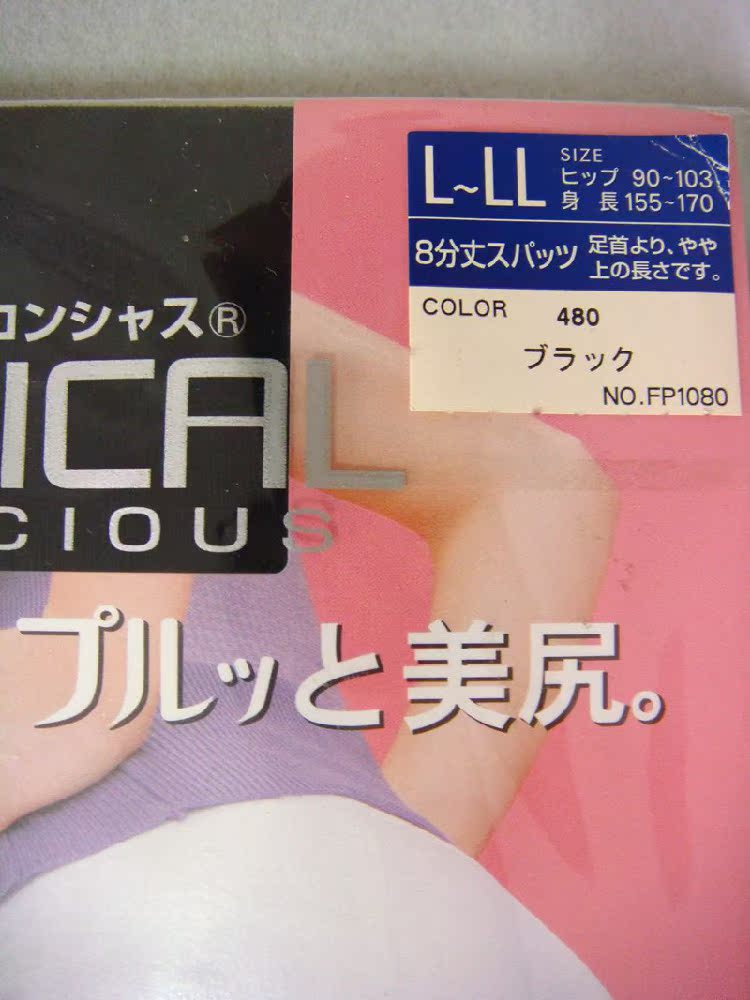 L~LL
SIZE
ヒップ 90~103
身長 155~170
8分丈スパッツ
足首より、やや
上の長さです。
COLOR 480
ブラック
NO.FP1080
コンシャス®
ICAL
CIOUS
プルッと美尻。